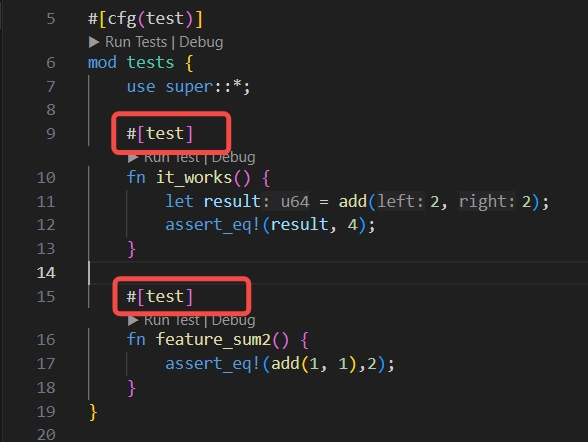 5 #[cfg(test)]
▶ Run Tests | Debug
6 mod tests {
7 use super::*;
8
9 #[test]
▶ Run Test | Debug
10 fn it_works() {
11 let result: u64 = add(left: 2, right: 2);
12 assert_eq!(result, 4);
13 }
14
15 #[test]
▶ Run Test | Debug
16 fn feature_sum2() {
17 assert_eq!(add(1, 1),2);
18 }
19 }
20